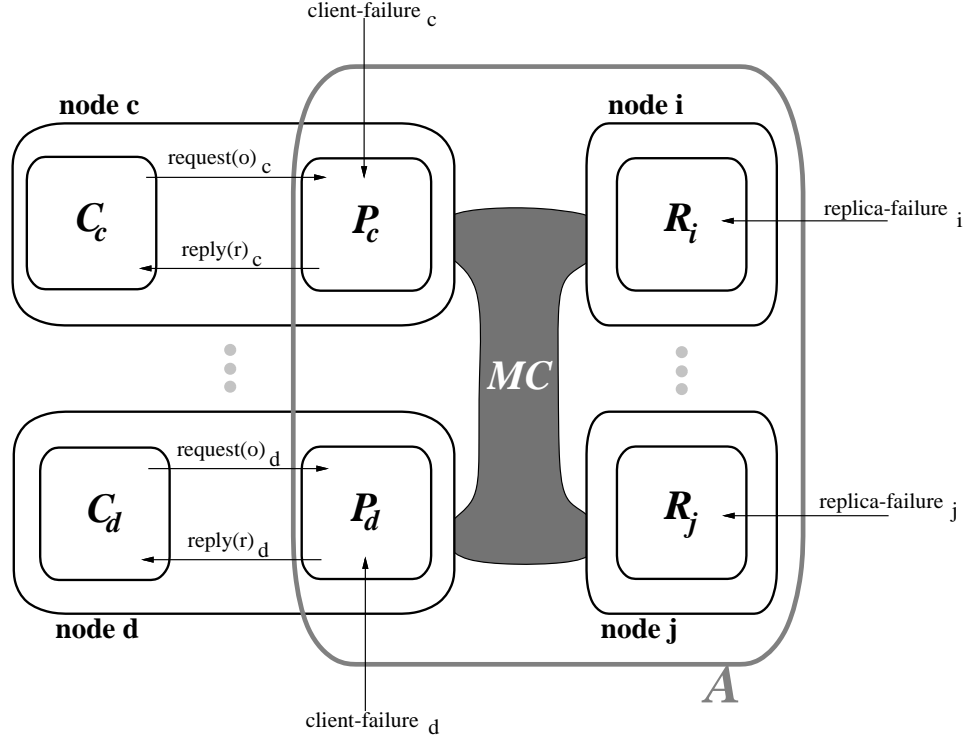 client-failure c
node c
node i
request(o) c
C c
P c
R i
replica-failure i
reply(r) c
MC
request(o) d
C d
P d
R j
replica-failure j
reply(r) d
node d
node j
A
client-failure d